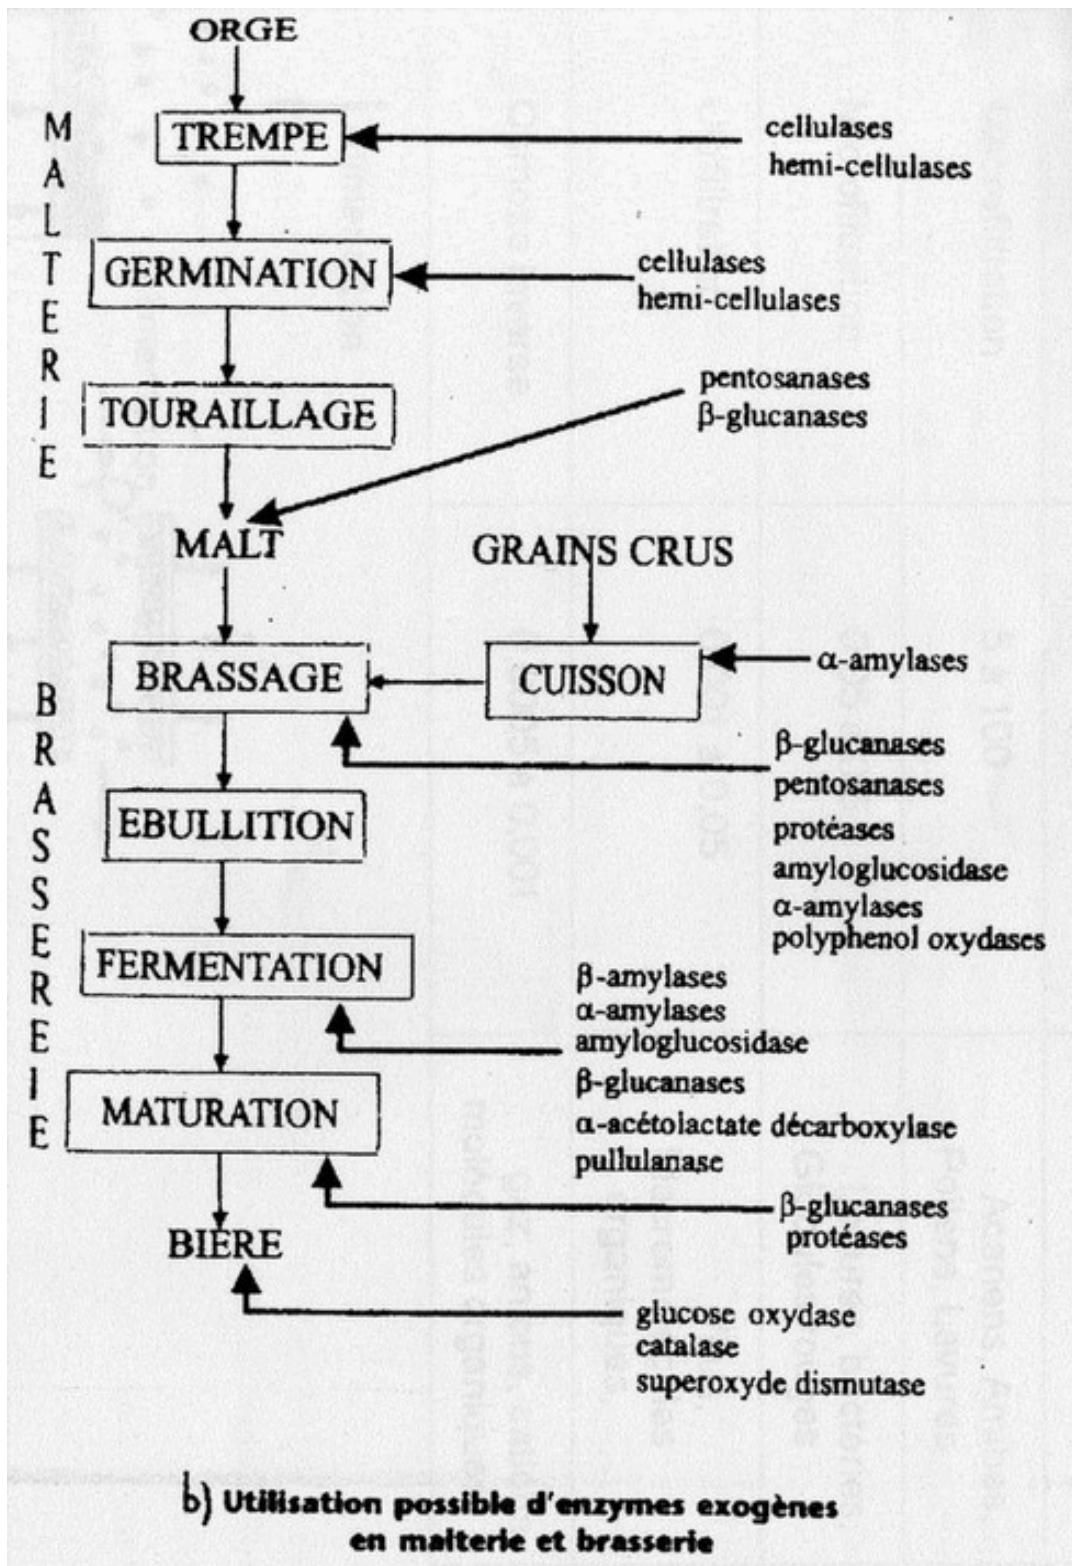 ORGE
MALTERIE
TREMPE
cellulases
hemi-cellulases
GERMINATION
cellulases
hemi-cellulases
TOURAILLAGE
pentosanases
β-glucanases
MALT
GRAINS CRUS
BRASSEREIE
BRASSAGE
CUISSON
α-amylases
β-glucanases
pentosanases
protéases
amyloglucosidase
α-amylases
polyphenol oxydases
EBULLITION
FERMENTATION
β-amylases
α-amylases
amyloglucosidase
β-glucanases
α-acétolactate décarboxylase
pullulanase
MATURATION
β-glucanases
protéases
BIERE
glucose oxydase
catalase
superoxyde dismutase
b) Utilisation possible d'enzymes exogènes
en malterie et brasserie